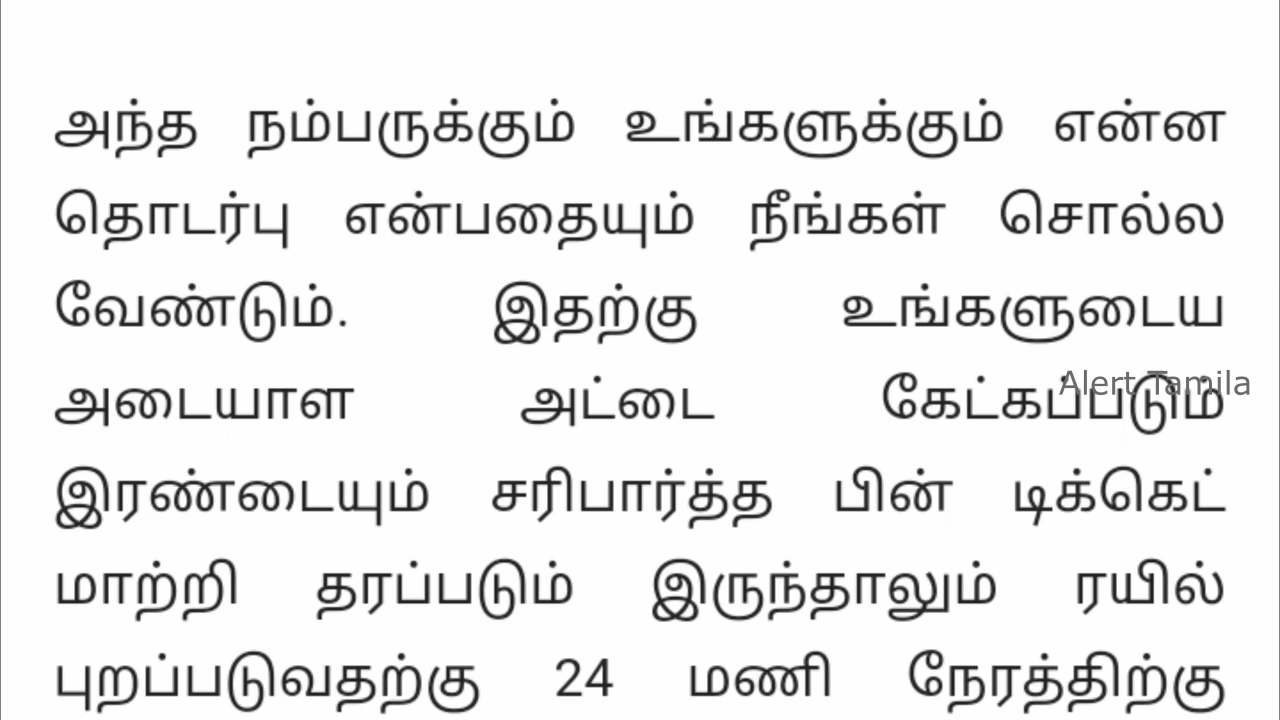 அந்த நம்பருக்கும் உங்களுக்கும் என்ன
தொடர்பு என்பதையும் நீங்கள் சொல்ல
வேண்டும். இதற்கு உங்களுடைய
அடையாள அட்டை கேட்கப்படும்
Alert Tamila
இரண்டையும் சரிபார்த்த பின் டிக்கெட்
மாற்றி தரப்படும் இருந்தாலும் ரயில்
புறப்படுவதற்கு 24 மணி நேரத்திற்கு